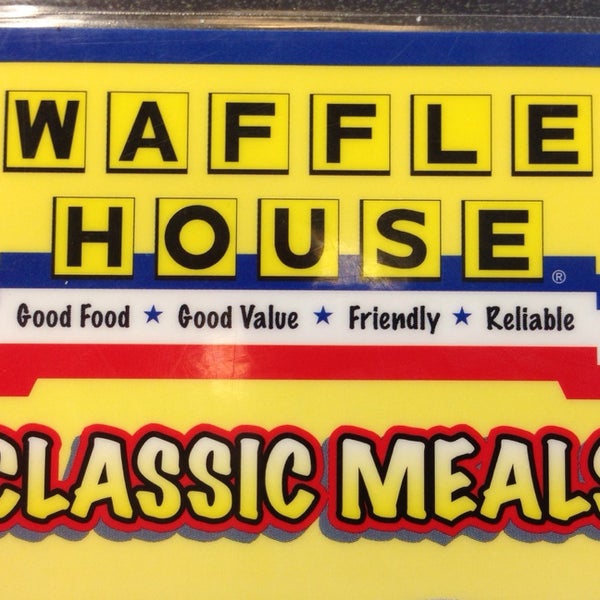 WAFFLE
HOUSE®
Good Food ★ Good Value ★ Friendly ★ Reliable
CLASSIC MEALS